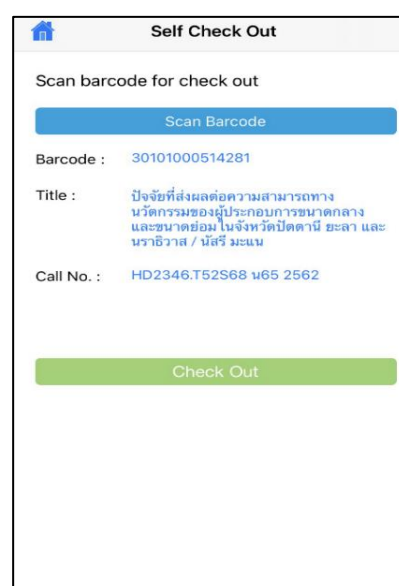 Self Check Out
Scan barcode for check out
Scan Barcode
Barcode : 30101000514281
Title : ปัจจัยที่ส่งผลต่อความสามารถทาง
นวัตกรรมของผู้ประกอบการขนาดกลาง
และขนาดย่อมในจังหวัดปัตตานี ยะลา และ
นราธิวาส / นัสรี มะแน
Call No. : HD2346.T52S68 น65 2562
Check Out